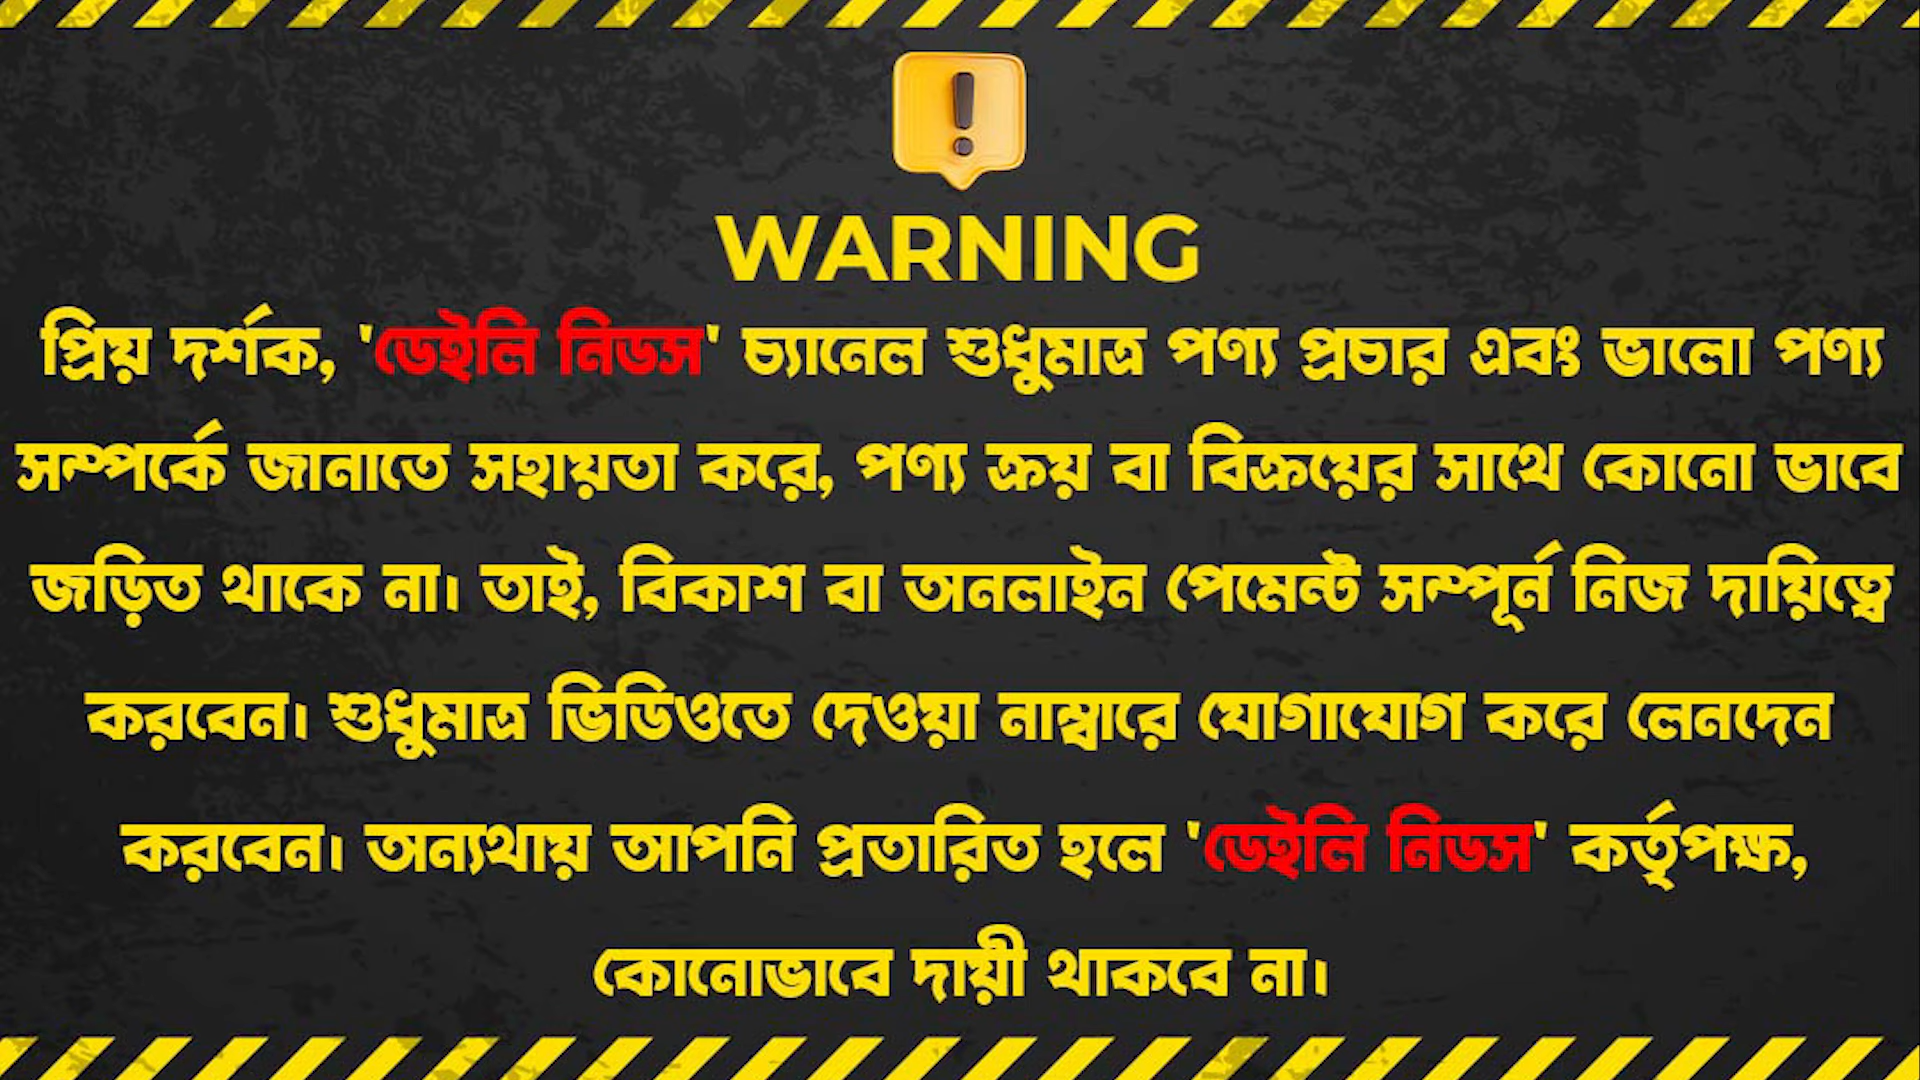 WARNING
প্রিয় দর্শক, 'ডেইলি নিডস' চ্যানেল শুধুমাত্র পণ্য প্রচার এবং ভালো পণ্য
সম্পর্কে জানাতে সহায়তা করে, পণ্য ক্রয় বা বিক্রয়ের সাথে কোনো ভাবে
জড়িত থাকে না। তাই, বিকাশ বা অনলাইন পেমেন্ট সম্পূর্ন নিজ দায়িত্বে
করবেন। শুধুমাত্র ভিডিওতে দেওয়া নাম্বারে যোগাযোগ করে লেনদেন
করবেন। অন্যথায় আপনি প্রতারিত হলে 'ডেইলি নিডস' কর্তৃপক্ষ,
কোনোভাবে দায়ী থাকবে না।